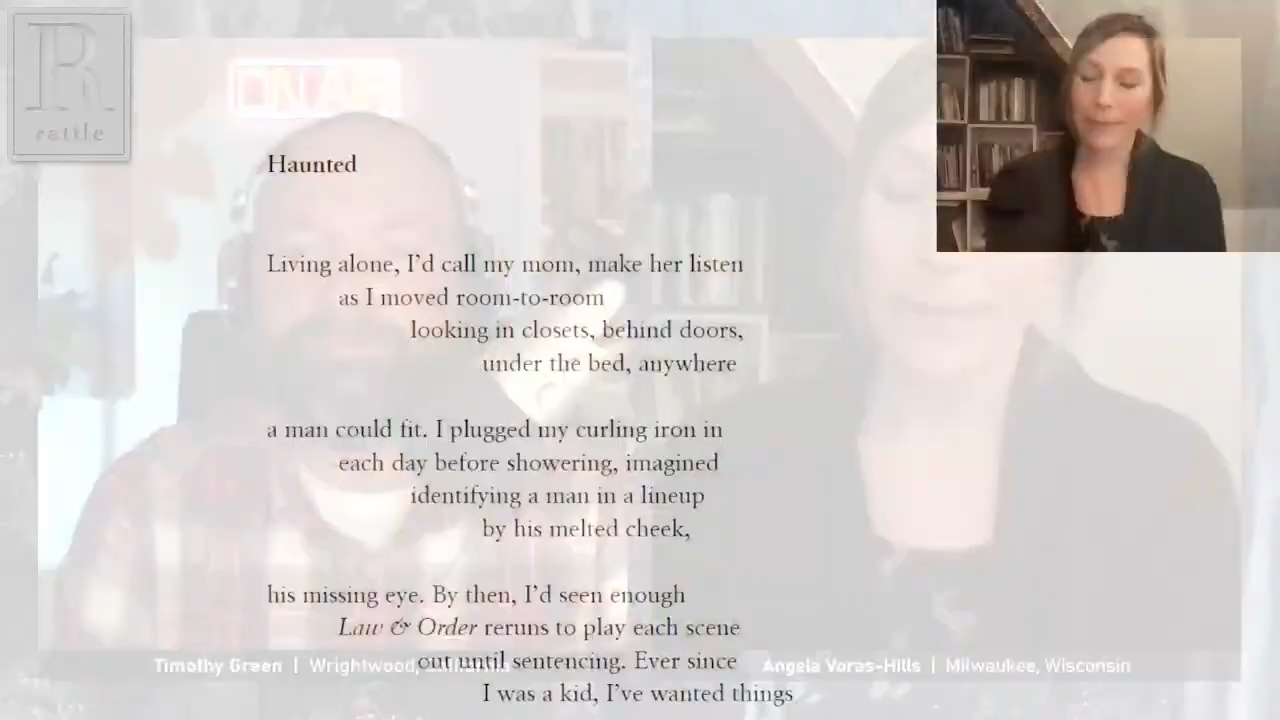 R
rattle
ON AIR
Haunted
Living alone, I’d call my mom, make her listen
as I moved room-to-room
looking in closets, behind doors,
under the bed, anywhere
a man could fit. I plugged my curling iron in
each day before showering, imagined
identifying a man in a lineup
by his melted cheek,
his missing eye. By then, I’d seen enough
Law & Order reruns to play each scene
out until sentencing. Ever since
Timothy Green | Wrightwood, California
Angela Voras-Hills | Milwaukee, Wisconsin
I was a kid, I’ve wanted things